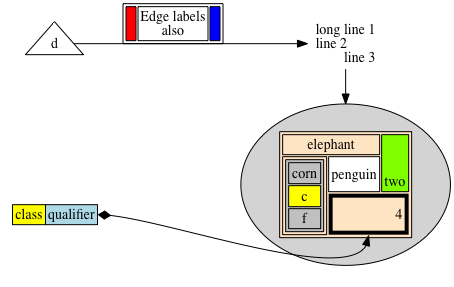 Edge labels
also
d
long line 1
line 2
line 3
elephant
two
corn
c
f
penguin
4
class
qualifier